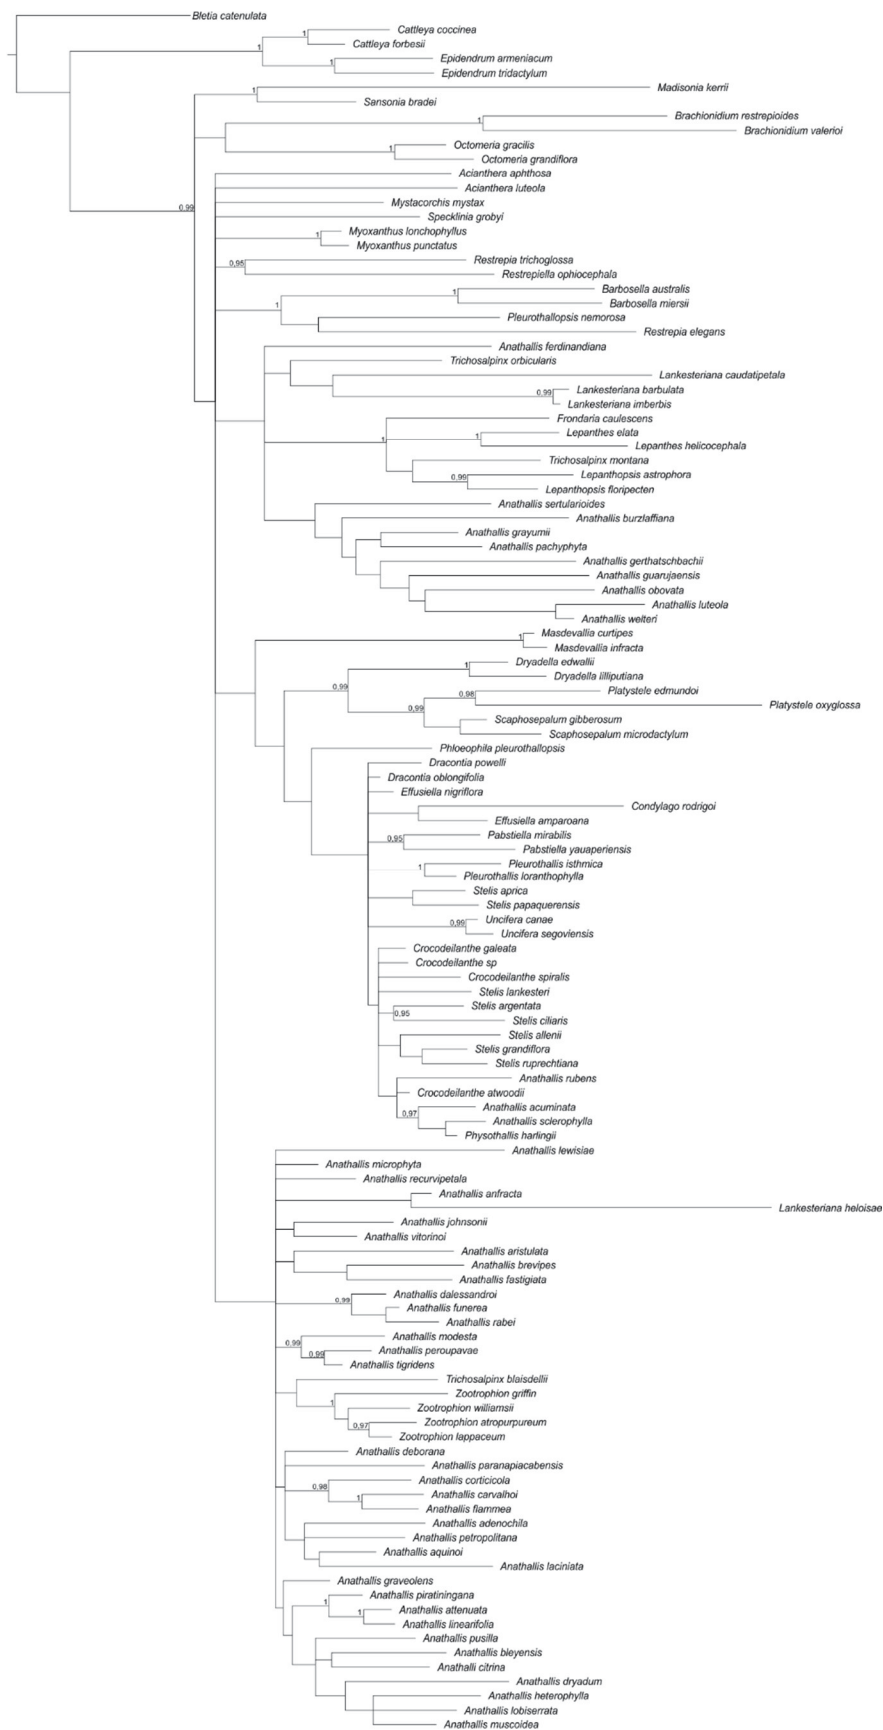 Bletia catenulata
Cattleya coccinea
1
Cattleya forbesii
1
Epidendrum armeniacum
1
Epidendrum tridactylum
Madisonia kerrii
1
Sansonia bradei
Brachionidium restrepioides
1
Brachionidium valerioi
Octomeria gracilis
1
Octomeria grandiflora
Acianthera aphthosa
Acianthera luteola
Mystacorchis mystax
0,99
Specklinia grobyi
Myoxanthus lonchophyllus
1
Myoxanthus punctatus
Restrepia trichoglossa
0,95
Restrepiella ophiocephala
Barbosella australis
1
Barbosella miersii
1
Pleurothallopsis nemorosa
Restrepia elegans
Anathallis ferdinandiana
Trichosalpinx orbicularis
Lankesteriana caudatipetala
Lankesteriana barbulata
0,99
Lankesteriana imberbis
Frondaria caulescens
Lepanthes elata
1
1
Lepanthes helicocephala
Trichosalpinx montana
Lepanthopsis astrophora
0,99
Lepanthopsis floripecten
Anathallis sertularioides
Anathallis burzlaffiana
Anathallis grayumii
Anathallis pachyphyta
Anathallis gerthatschbachii
Anathallis guarujaensis
Anathallis obovata
Anathallis luteola
Anathallis welteri
Masdevallia curtipes
1
Masdevallia infracta
Dryadella edwallii
1
Dryadella lilliputiana
0,99
Platystele edmundoi
0,98
Platystele oxyglossa
0,99
Scaphosepalum gibberosum
Scaphosepalum microdactylum
Phloeophila pleurothallopsis
Dracontia powelli
Dracontia oblongifolia
Effusiella nigriflora
Condylago rodrigoi
Effusiella amparoana
Pabstiella mirabilis
0,95
Pabstiella yauaperiensis
Pleurothallis isthmica
1
Pleurothallis loranthophylla
Stelis aprica
Stelis papaquerensis
Uncifera canae
0,99
Uncifera segoviensis
Crocodeilanthe galeata
Crocodeilanthe sp
Crocodeilanthe spiralis
Stelis lankesteri
Stelis argentata
0,95
Stelis ciliaris
Stelis allenii
Stelis grandiflora
Stelis ruprechtiana
Anathallis rubens
Crocodeilanthe atwoodii
Anathallis acuminata
0,97
Anathallis sclerophylla
Physothallis harlingii
Anathallis lewisiae
Anathallis microphyta
Anathallis recurvipetala
Anathallis anfracta
Lankesteriana heloisae
Anathallis johnsonii
Anathallis vitorinoi
Anathallis aristulata
Anathallis brevipes
Anathallis fastigiata
Anathallis dalessandroi
0,99
Anathallis funerea
Anathallis rabei
Anathallis modesta
0,99
Anathallis peroupavae
0,99
Anathallis tigridens
Trichosalpinx blaisdellii
Zootrophion griffin
1
Zootrophion williamsii
Zootrophion atropurpureum
0,97
Zootrophion lappaceum
Anathallis deborana
Anathallis paranapiacabensis
Anathallis corticicola
0,98
Anathallis carvalhoi
1
Anathallis flammea
Anathallis adenochila
Anathallis petropolitana
Anathallis aquinoi
Anathallis laciniata
Anathallis graveolens
Anathallis piratiningana
1
Anathallis attenuata
1
Anathallis linearifolia
Anathallis pusilla
Anathallis bleyensis
Anathalli citrina
Anathallis dryadum
Anathallis heterophylla
Anathallis lobiserrata
Anathallis muscoidea